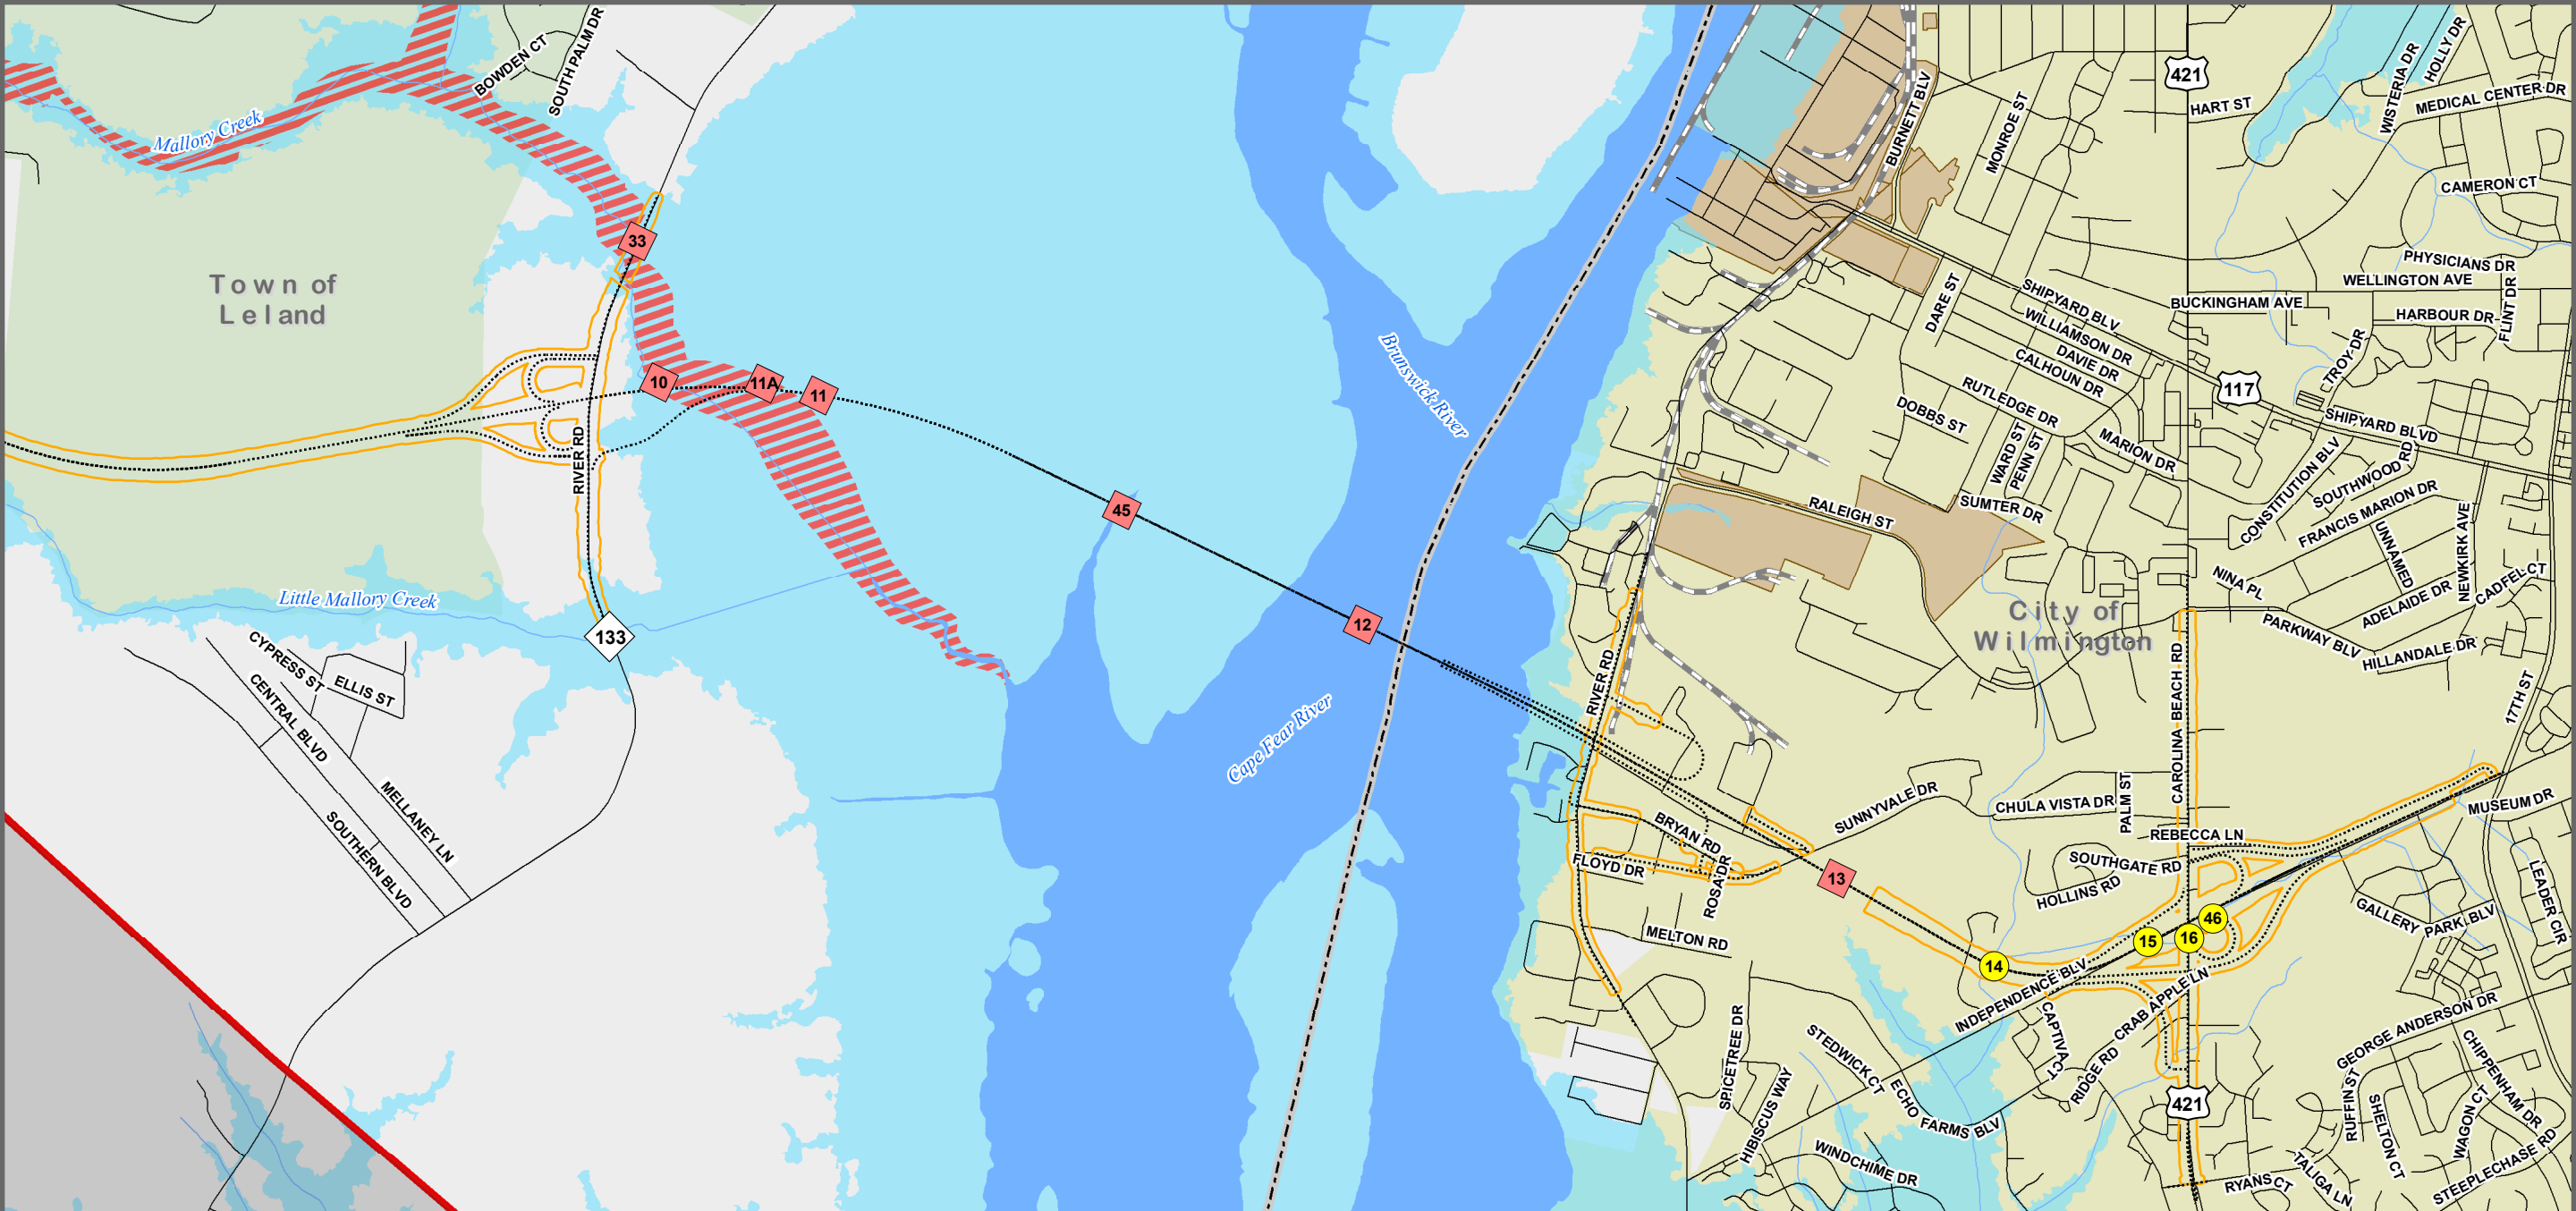 BOWDEN CT
SOUTH PALM DR
Mallory Creek
33
Town of
Leland
10
11A
11
RIVER RD
45
12
Little Mallory Creek
133
CYPRESS ST
ELLIS ST
CENTRAL BLVD
MELLANEY LN
SOUTHERN BLVD
Brunswick River
Cape Fear River
421
HART ST
WISTERIA DR
HOLLY DR
MEDICAL CENTER DR
BURNETT BLV
MONROE ST
CAMERON CT
PHYSICIANS DR
WELLINGTON AVE
BUCKINGHAM AVE
HARBOUR DR
FLINT DR
DARE ST
SHIPYARD BLV
WILLIAMSON DR
DAVIE DR
CALHOUN DR
TROY DR
117
RUTLEDGE DR
DOBBS ST
WARD ST
PENN ST
MARION DR
SHIPYARD BLVD
CONSTITUTION BLV
SOUTHWOOD RD
FRANCIS MARION DR
RALEIGH ST
SUMTER DR
UNNAMED
NEWKIRK AVE
NINA PL
ADELAIDE DR
CADFEL CT
City of
Wilmington
PARKWAY BLV
HILLANDALE DR
RIVER RD
CAROLINA BEACH RD
17TH ST
SUNNYVALE DR
CHULA VISTA DR
PALM ST
MUSEUM DR
BRYAN RD
REBECCA LN
FLOYD DR
ROSA DR
13
SOUTHGATE RD
HOLLINS RD
LEADER CIR
MELTON RD
14
15
16
46
GALLERY PARK BLV
INDEPENDENCE BLV
CRAB APPLE LN
CAPTIVA CT
RIDGE RD
GEORGE ANDERSON DR
CHIPPENHAM DR
SPICETREE DR
STEDWICK CT
ECHO FARMS BLV
HIBISCUS WAY
421
RUFFIN ST
SHELTON CT
WAGON CT
WINDCHIME DR
RYANS CT
TALIGA LN
STEEPLECHASE RD